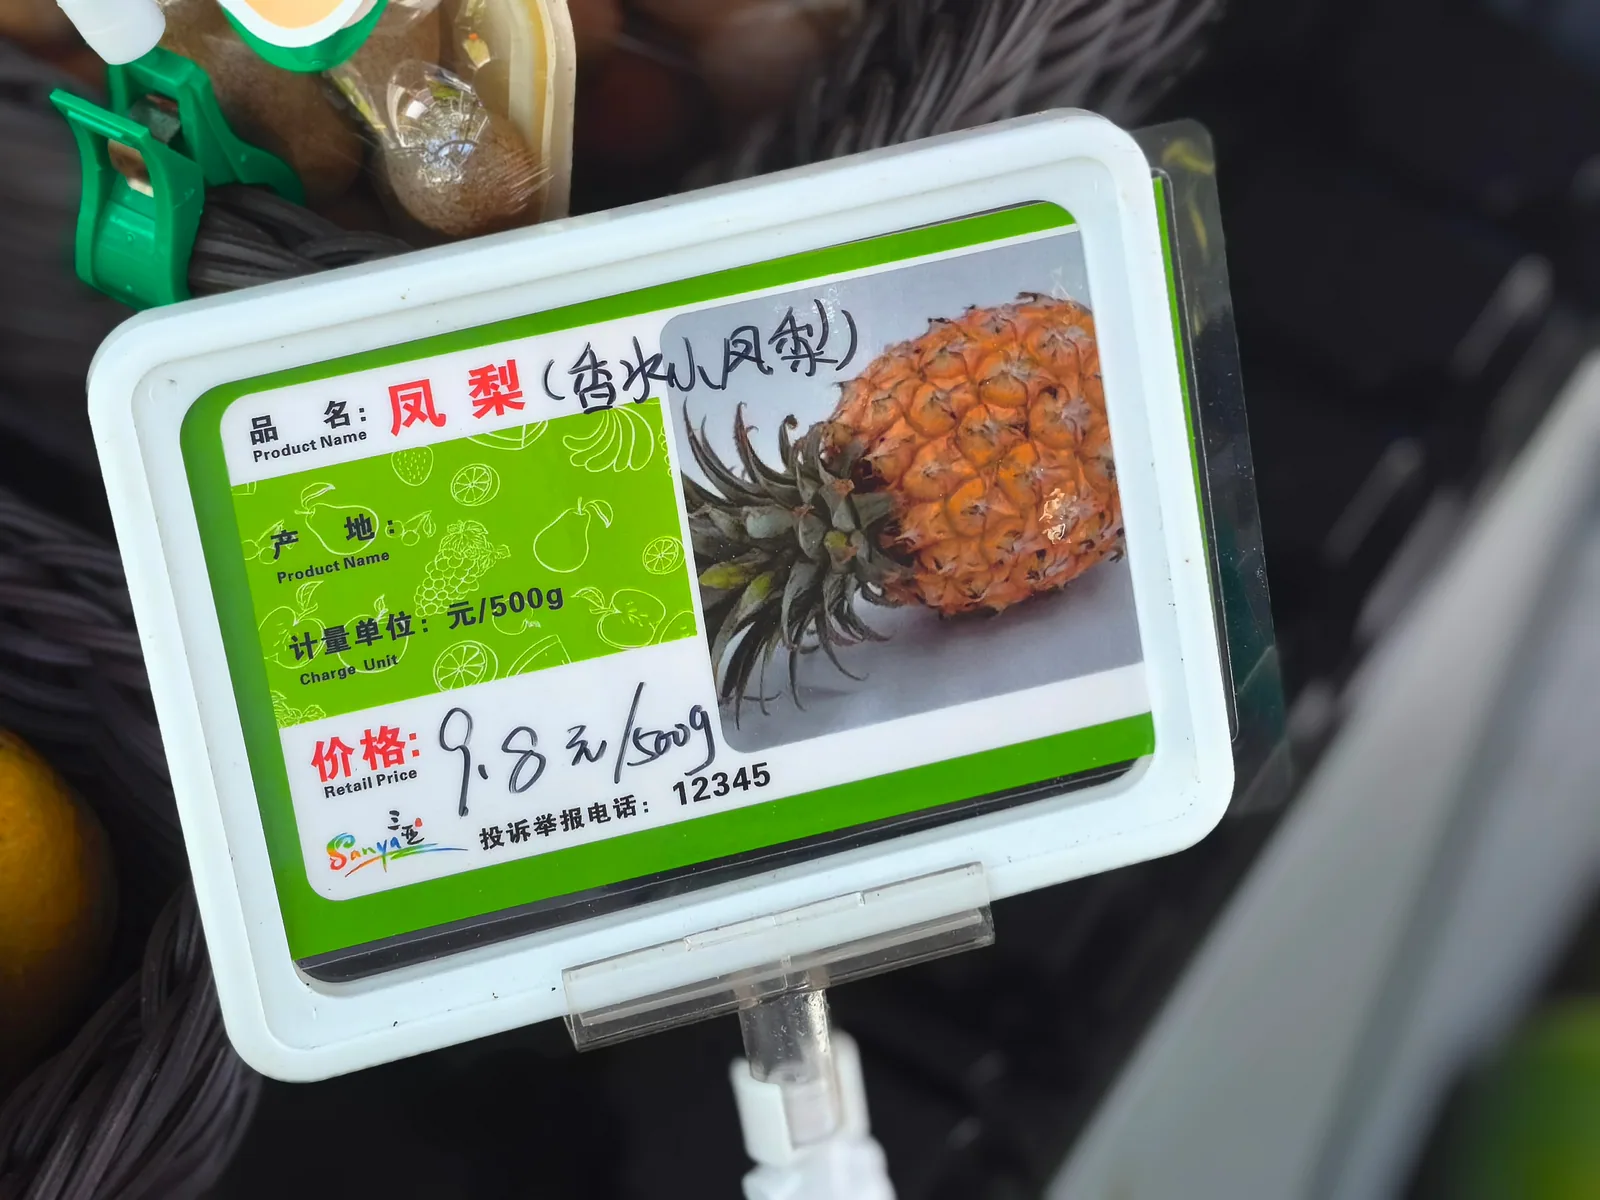 品 名: 凤 梨 (香水小凤梨)
Product Name
产 地:
Product Name
计量单位: 元/500g
Charge Unit
价格: 9.8元/500g
Retail Price
三亚
Sanya
投诉举报电话: 12345